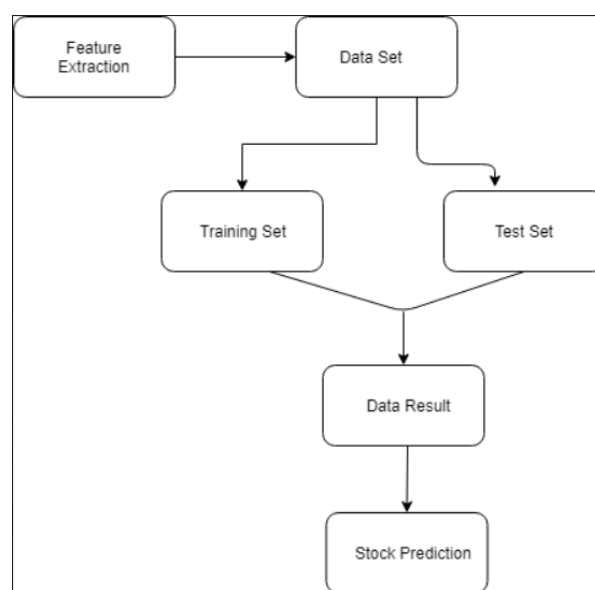 Feature
Extraction
Data Set
Training Set
Test Set
Data Result
Stock Prediction